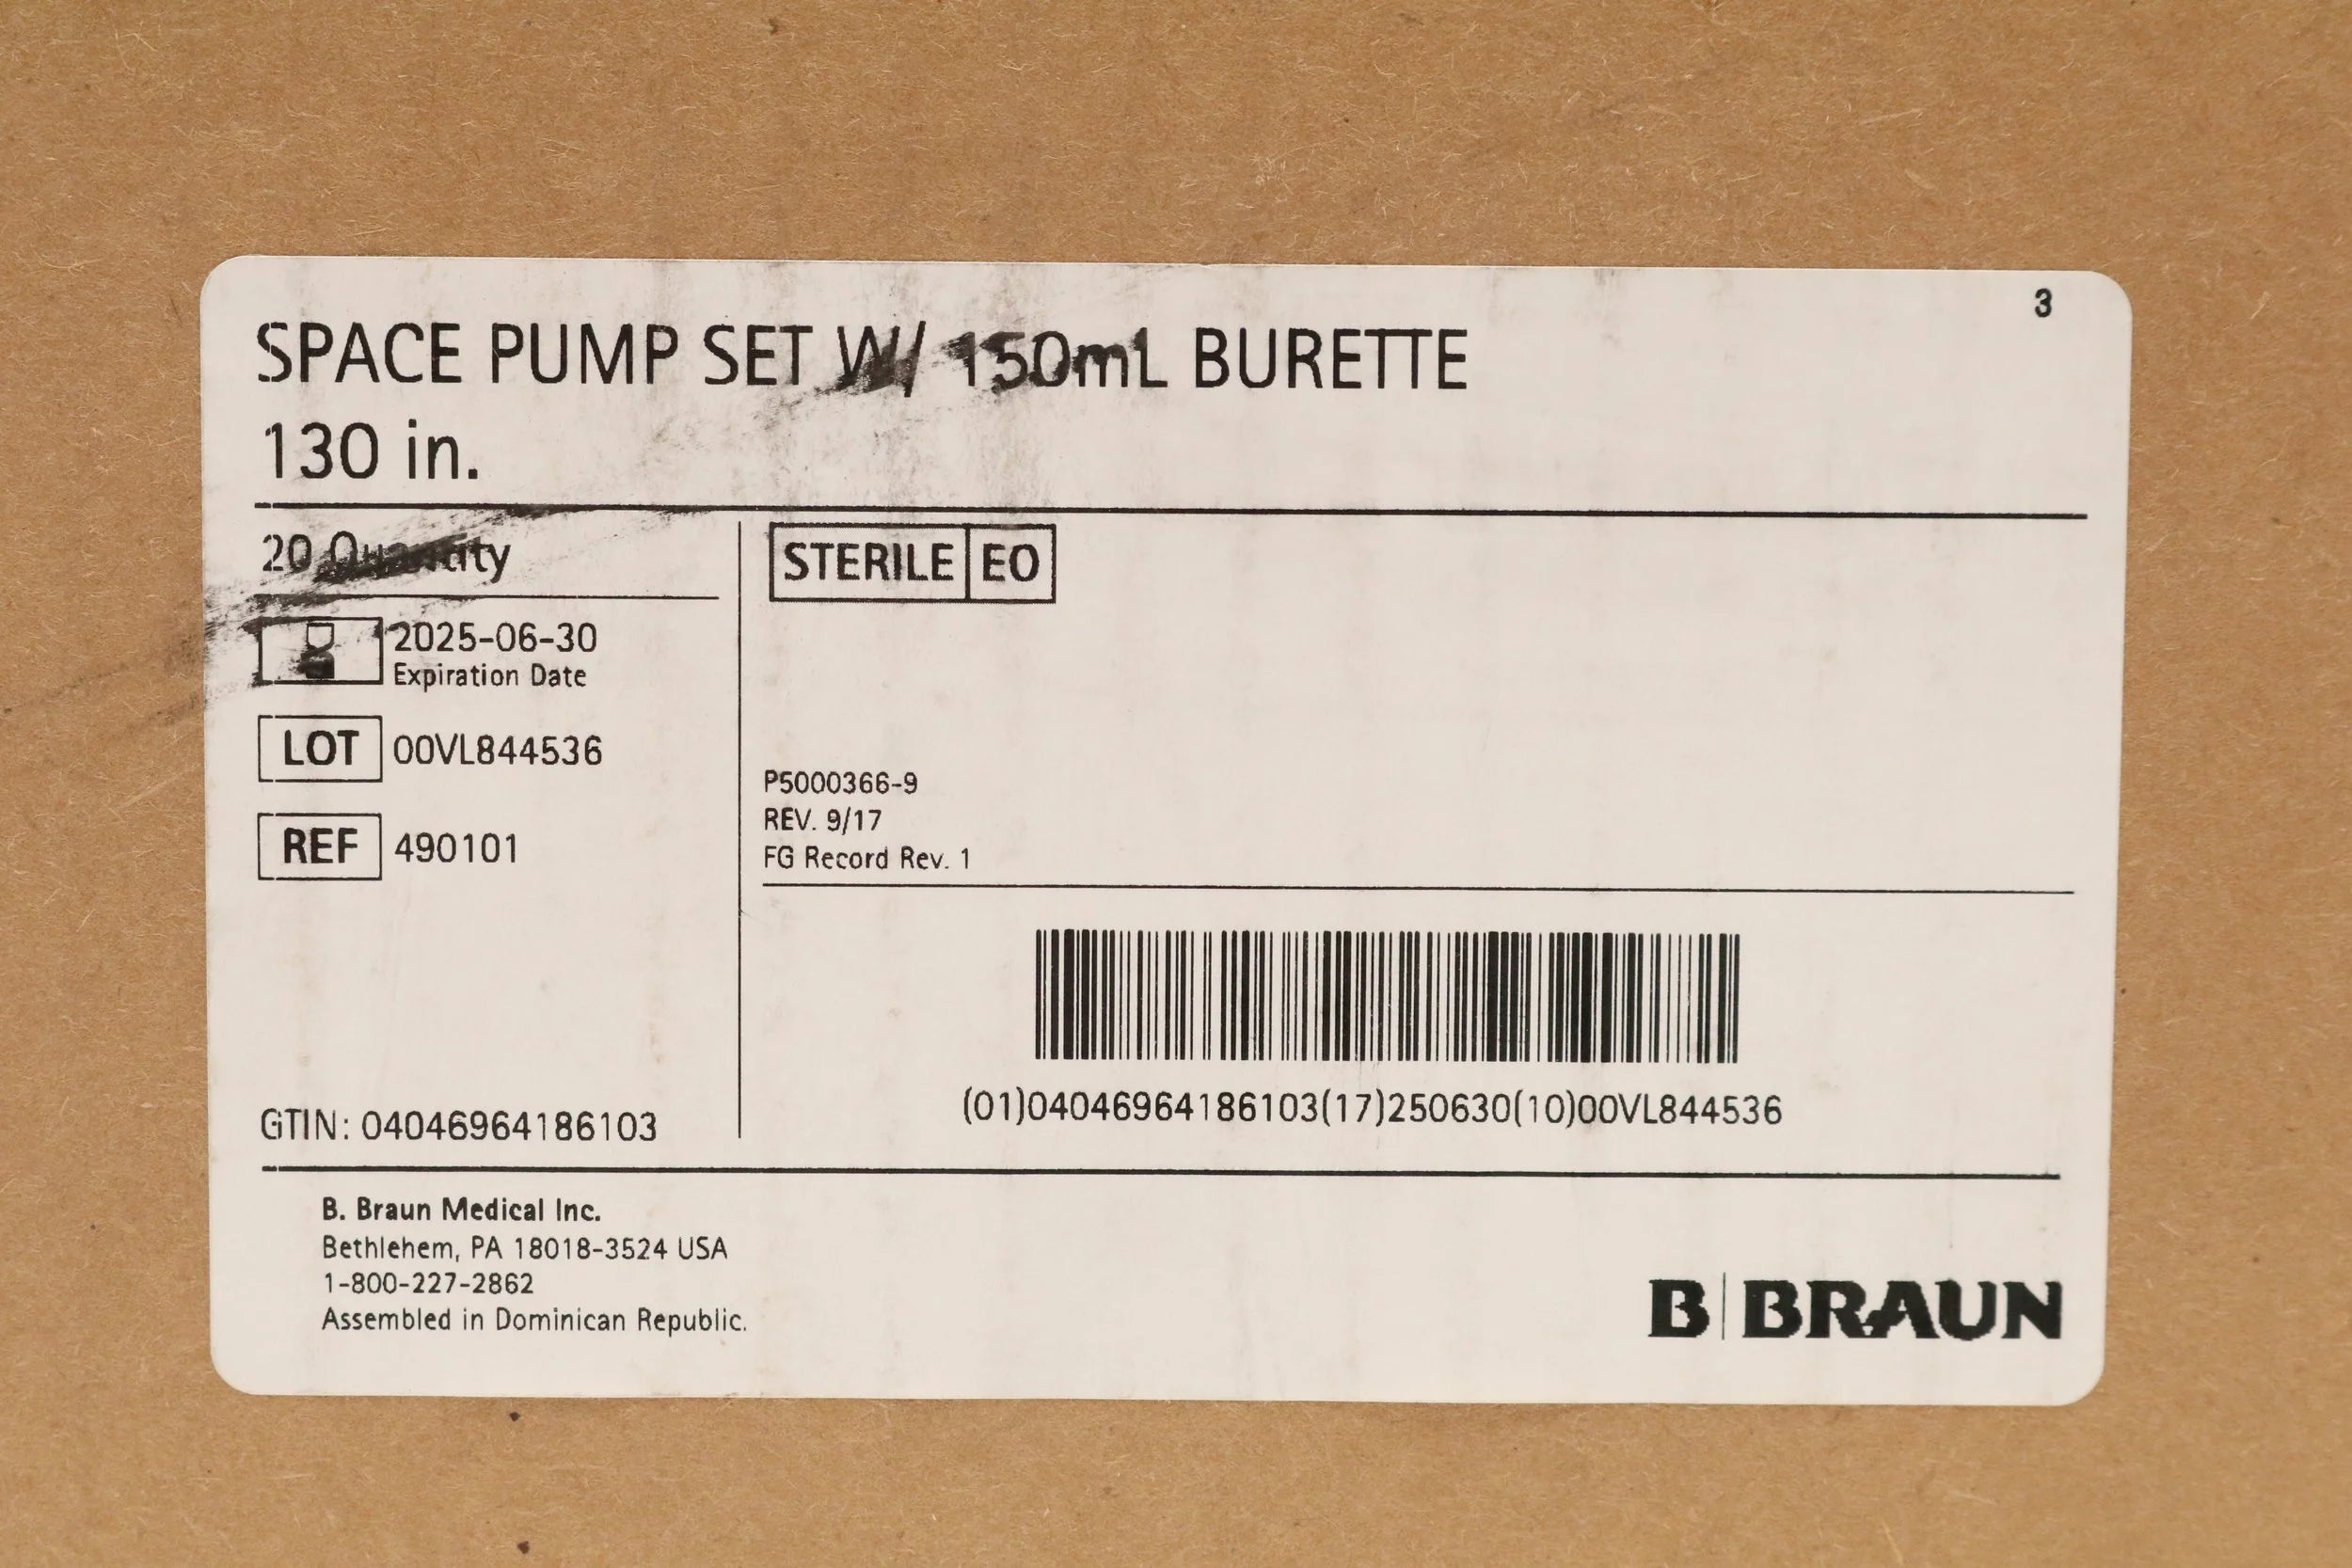 3
SPACE PUMP SET W/ 150mL BURETTE
130 in.
20 Quantity
STERILE EO
2025-06-30
Expiration Date
LOT 00VL844536
REF 490101
P5000366-9
REV. 9/17
FG Record Rev. 1
GTIN: 04046964186103
(01)04046964186103(17)250630(10)00VL844536
B. Braun Medical Inc.
Bethlehem, PA 18018-3524 USA
1-800-227-2862
Assembled in Dominican Republic.
B|BRAUN